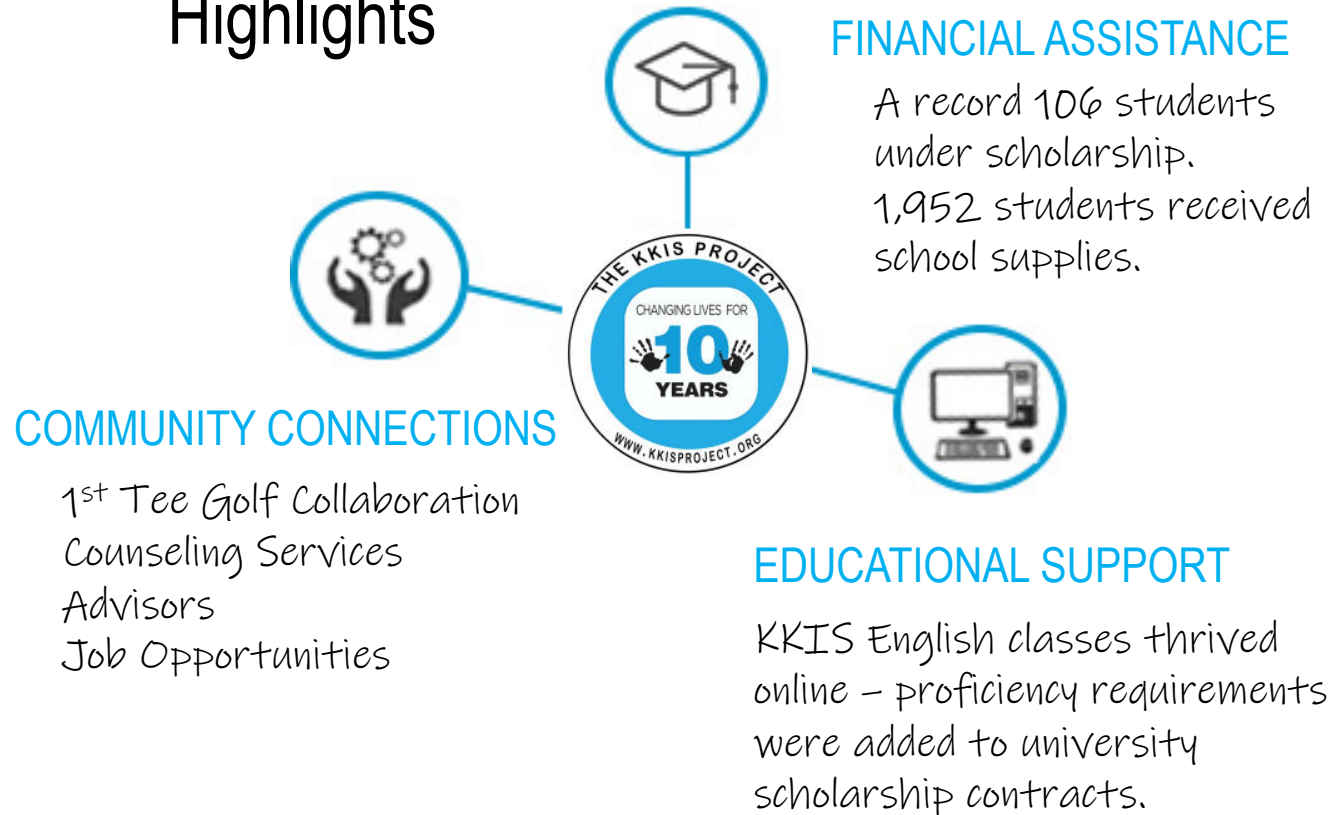 Highlights
FINANCIAL ASSISTANCE
A record 106 students
under scholarship.
1,952 students received
school supplies.
THE KKIS PROJECT
CHANGING LIVES FOR
10
YEARS
WWW.KKISPROJECT.ORG
COMMUNITY CONNECTIONS
1st Tee Golf Collaboration
Counseling Services
Advisors
Job Opportunities
EDUCATIONAL SUPPORT
KKIS English classes thrived
online – proficiency requirements
were added to university
scholarship contracts.